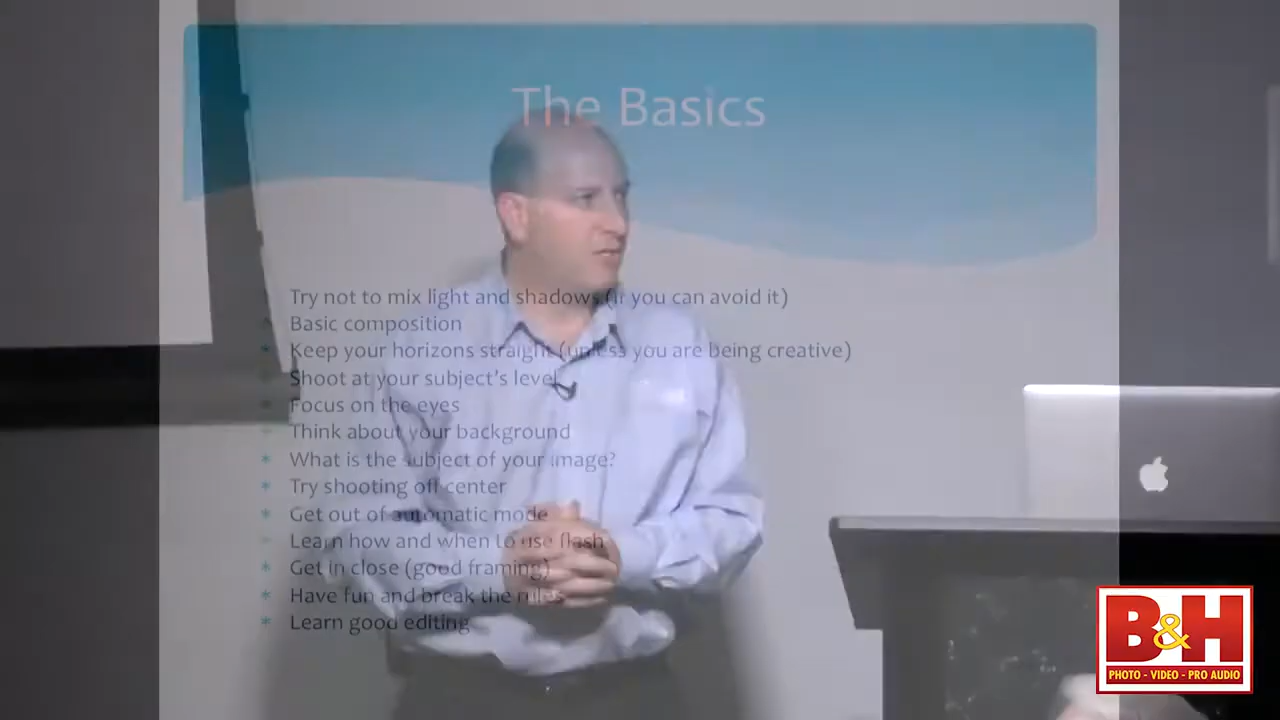 The Basics
Try not to mix light and shadows (if you can avoid it)
Basic composition
* Keep your horizons straight (unless you are being creative)
* Shoot at your subject's level
* Focus on the eyes
* Think about your background
* What is the subject of your image?
* Try shooting off center
* Get out of automatic mode
* Learn how and when to use flash
* Get in close (good framing)
* Have fun and break the rules
* Learn good editing
B&H
PHOTO - VIDEO - PRO AUDIO